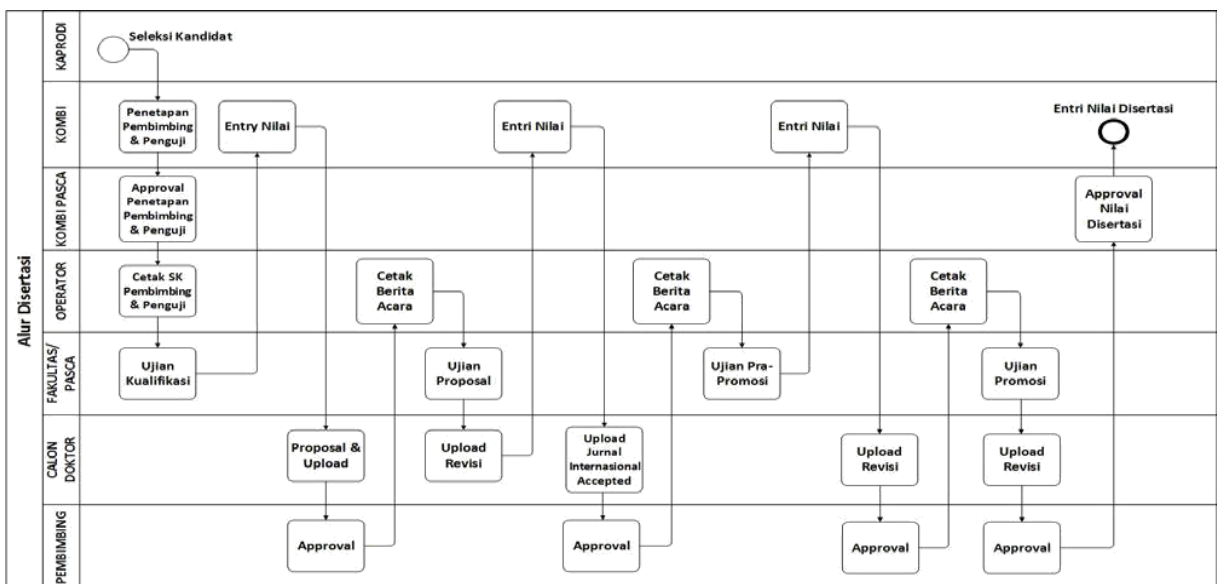 Alur Disertasi
KAPRODI
Seleksi Kandidat
KOMBI
Penetapan
Pembimbing
& Penguji
Entry Nilai
Entri Nilai
Entri Nilai
Entri Nilai Disertasi
KOMBI PASCA
Approval
Penetapan
Pembimbing
& Penguji
Approval
Nilai
Disertasi
OPERATOR
Cetak SK
Pembimbing
& Penguji
Cetak
Berita
Acara
Cetak
Berita
Acara
Cetak
Berita
Acara
FAKULTAS/
PASCA
Ujian
Kualifikasi
Ujian
Proposal
Ujian Pra-
Promosi
Ujian
Promosi
CALON
DOKTOR
Proposal &
Upload
Upload
Revisi
Upload
Jurnal
Internasional
Accepted
Upload
Revisi
Upload
Revisi
PEMBIMBING
Approval
Approval
Approval
Approval